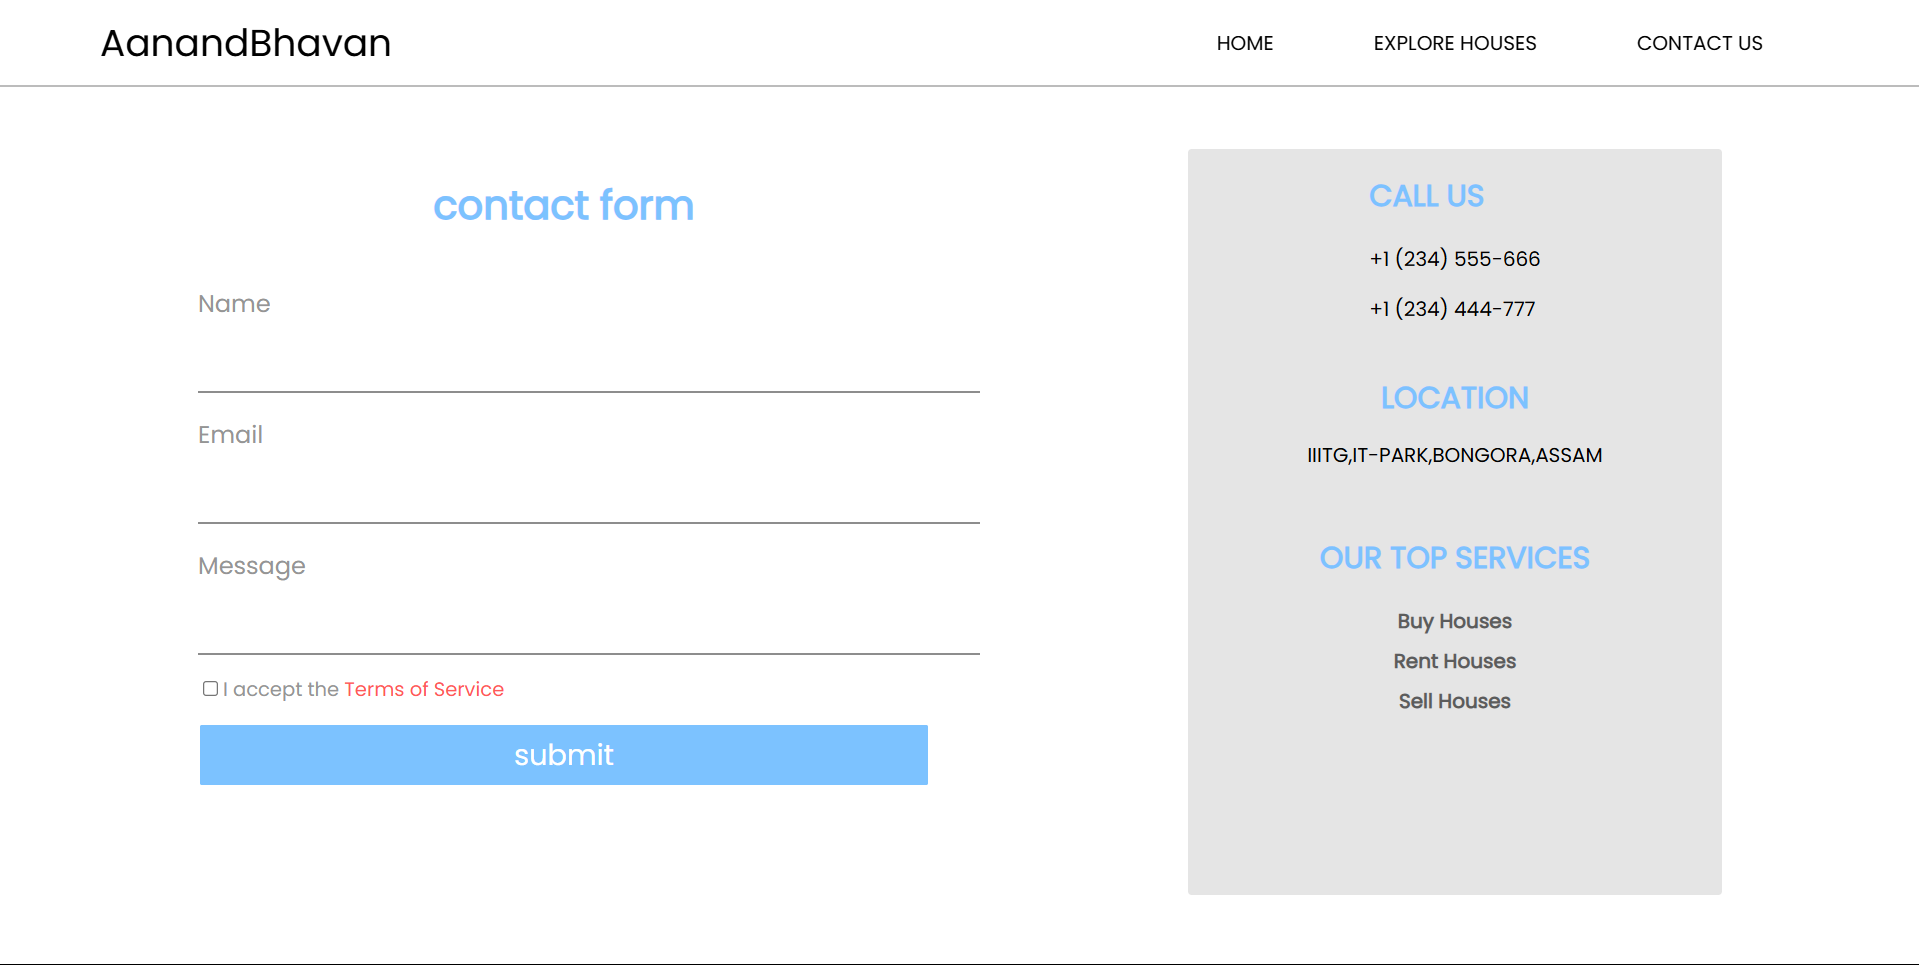 AanandBhavan
HOME
EXPLORE HOUSES
CONTACT US
contact form
Name
Email
Message
I accept the Terms of Service
submit
CALL US
+1 (234) 555-666
+1 (234) 444-777
LOCATION
IIITG,IT-PARK,BONGORA,ASSAM
OUR TOP SERVICES
Buy Houses
Rent Houses
Sell Houses